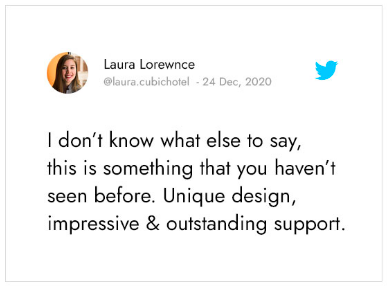 Laura Lorewnce
@laura.cubichotel - 24 Dec, 2020
I don't know what else to say,
this is something that you haven't
seen before. Unique design,
impressive & outstanding support.